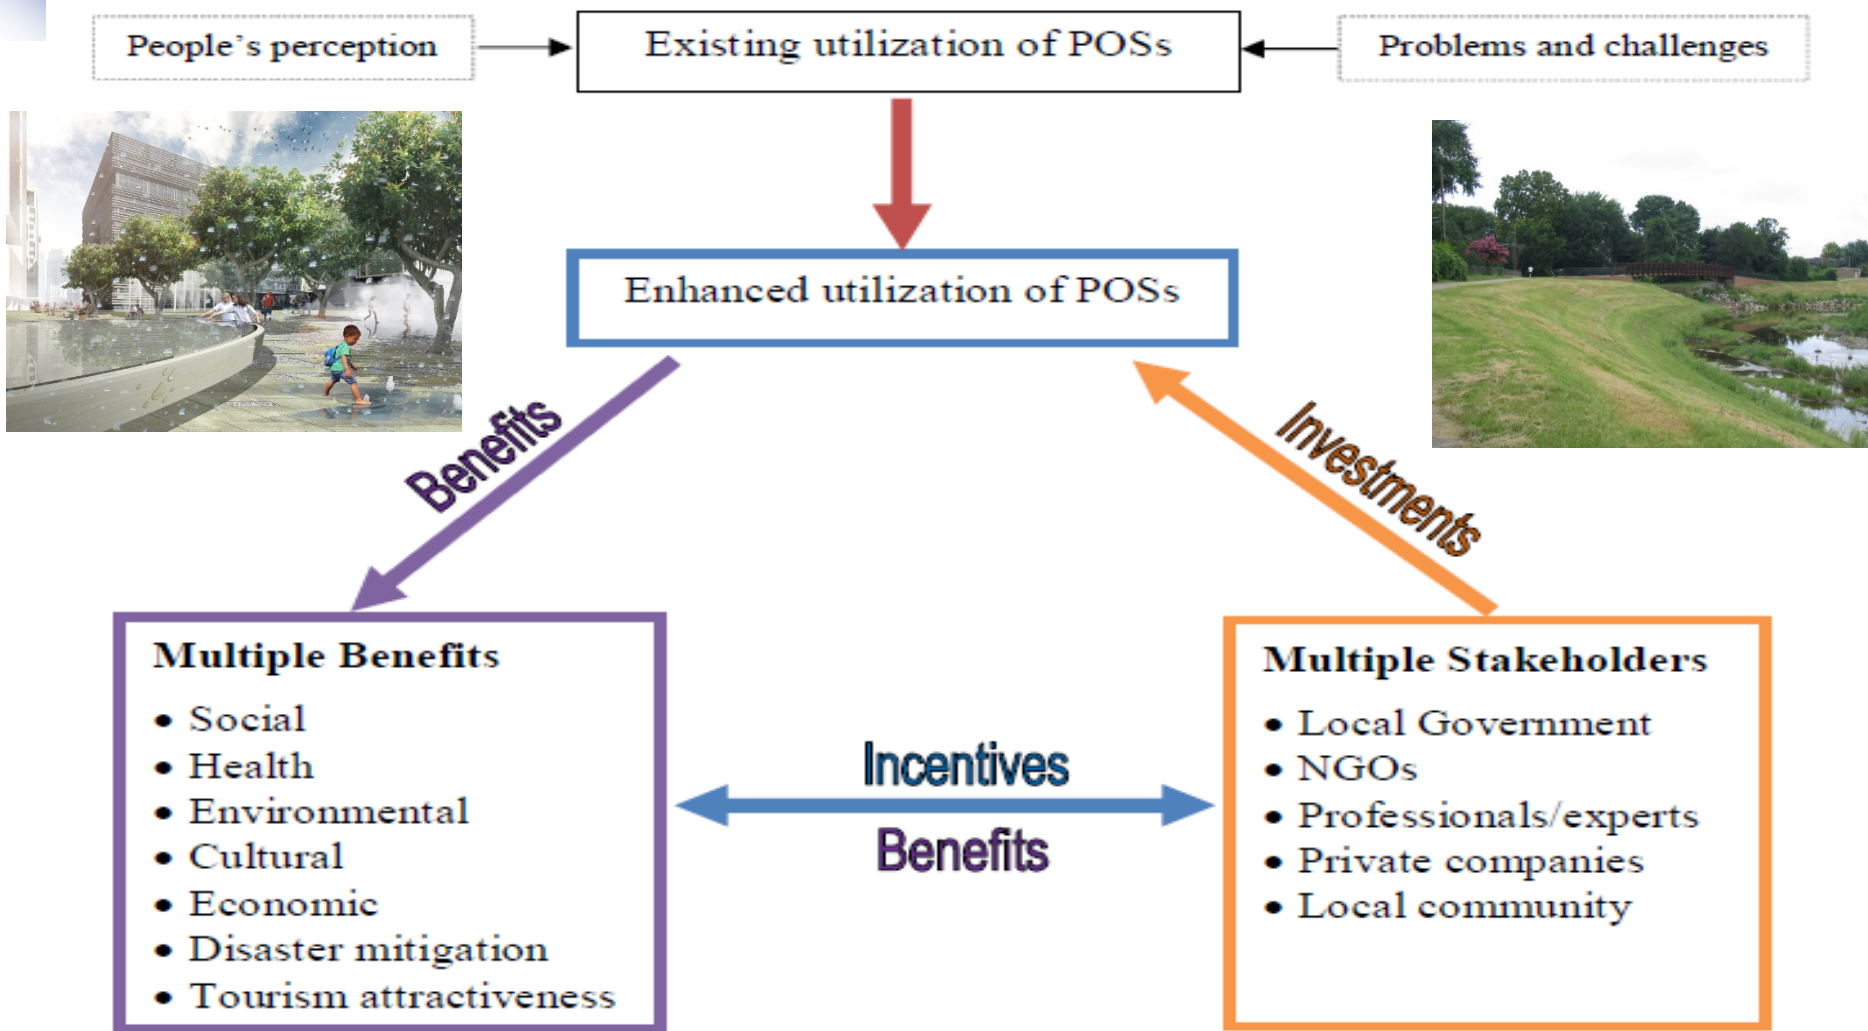 People's perception
Existing utilization of POSs
Problems and challenges
Enhanced utilization of POSs
Benefits
Investments
Multiple Benefits
• Social
• Health
• Environmental
• Cultural
• Economic
• Disaster mitigation
• Tourism attractiveness
Incentives
Benefits
Multiple Stakeholders
• Local Government
• NGOs
• Professionals/experts
• Private companies
• Local community